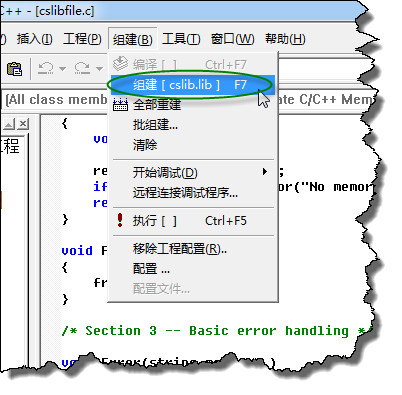 C++ - [cslibfile.c]
插入(I) 工程(P) 组建(B) 工具(T) 窗口(W) 帮助(H)
编译 [ ] Ctrl+F7
组建 [ cslib.lib ] F7
[All class memb ate C/C++ Mem
全部重建
批组建...
清除
开始调试(D)
远程连接调试程序...
执行 [ ] Ctrl+F5
移除工程配置(R)..
配置 ...
配置文件...
工程
{
vo
re ;
if or("No memor
re
}
void F
{
fr
}
/* Section 3 -- Basic error handling *